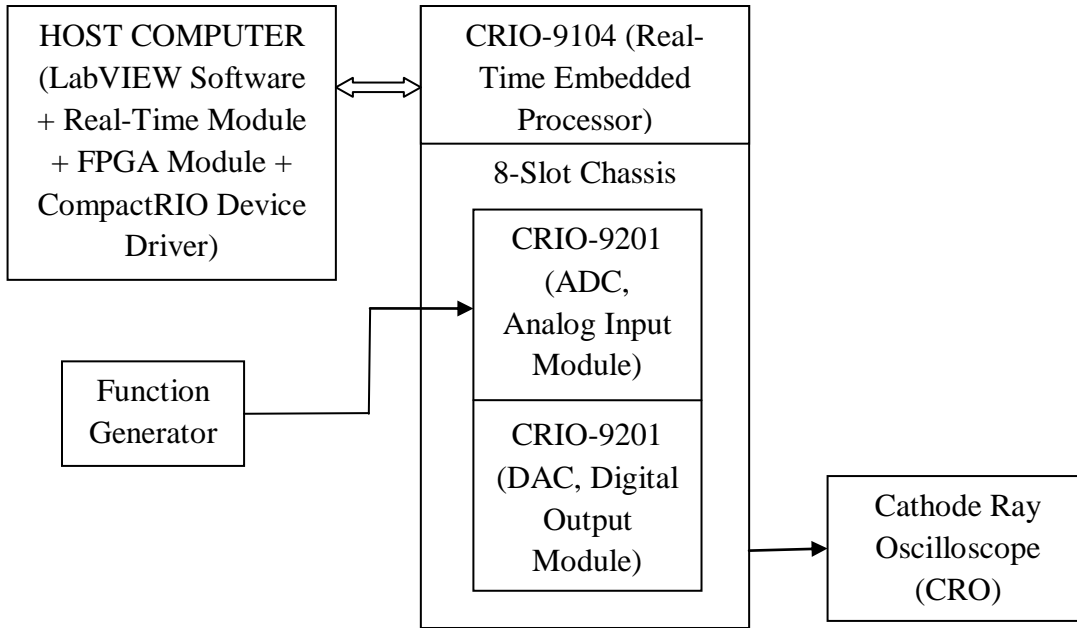 HOST COMPUTER
(LabVIEW Software
+ Real-Time Module
+ FPGA Module +
CompactRIO Device
Driver)
CRIO-9104 (Real-
Time Embedded
Processor)
8-Slot Chassis
CRIO-9201
(ADC,
Analog Input
Module)
Function
Generator
CRIO-9201
(DAC, Digital
Output
Module)
Cathode Ray
Oscilloscope
(CRO)